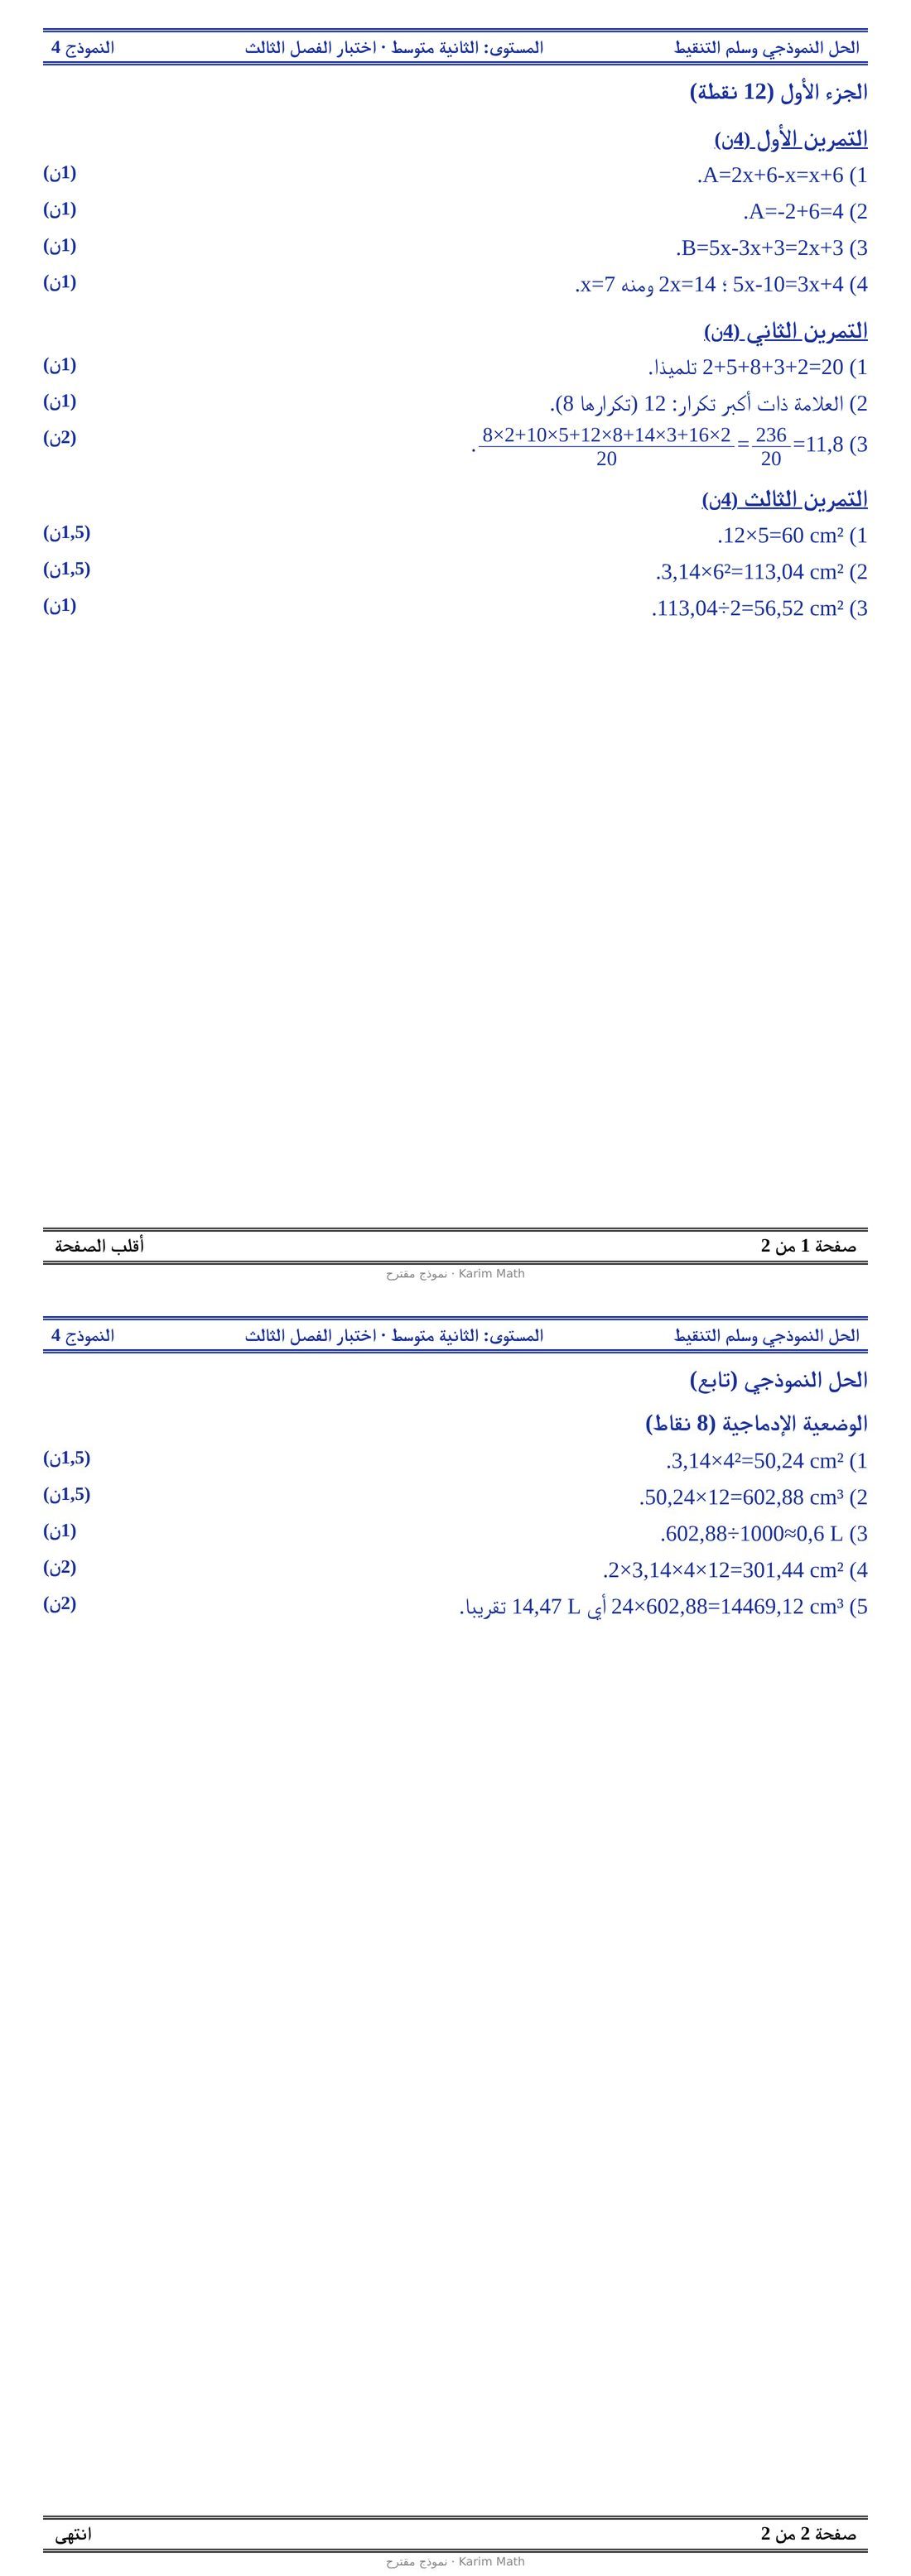 الحل النموذجي وسلم التنقيط المستوى: الثانية متوسط · اختبار الفصل الثالث النموذج 4
الجزء الأول (12 نقطة)
التمرين الأول (4ن)
1) A=2x+6-x=x+6. (1ن)
2) A=-2+6=4. (1ن)
3) B=5x-3x+3=2x+3. (1ن)
4) 5x-10=3x+4 ؛ 2x=14 ومنه x=7. (1ن)
التمرين الثاني (4ن)
1) 2+5+8+3+2=20 تلميذا. (1ن)
2) العلامة ذات أكبر تكرار: 12 (تكرارها 8). (1ن)
3) (8×2+10×5+12×8+14×3+16×2)/20=236/20=11,8. (2ن)
التمرين الثالث (4ن)
1) 12×5=60 cm². (1,5ن)
2) 3,14×6²=113,04 cm². (1,5ن)
3) 113,04÷2=56,52 cm². (1ن)
صفحة 1 من 2 أقلب الصفحة
Karim Math · نموذج مقترح
الحل النموذجي وسلم التنقيط المستوى: الثانية متوسط · اختبار الفصل الثالث النموذج 4
الحل النموذجي (تابع)
الوضعية الإدماجية (8 نقاط)
1) 3,14×4²=50,24 cm². (1,5ن)
2) 50,24×12=602,88 cm³. (1,5ن)
3) 602,88÷1000≈0,6 L. (1ن)
4) 2×3,14×4×12=301,44 cm². (2ن)
5) 24×602,88=14469,12 cm³ أي 14,47 L تقريبا. (2ن)
صفحة 2 من 2 انتهى
Karim Math · نموذج مقترح